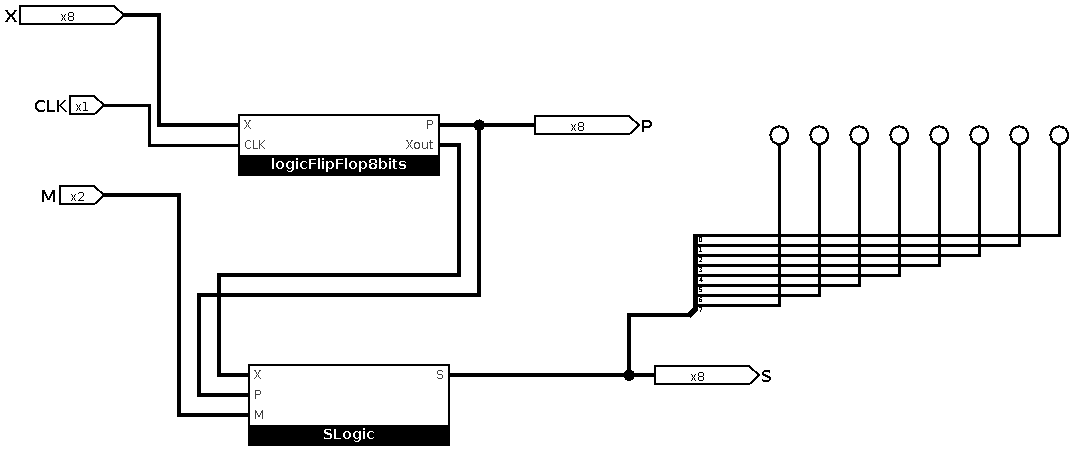 X x8
CLK x1
X P
x8 P
CLK Xout
logicFlipFlop8bits
M x2
0
1
2
3
4
5
6
7
X S
x8 S
P
M
SLogic